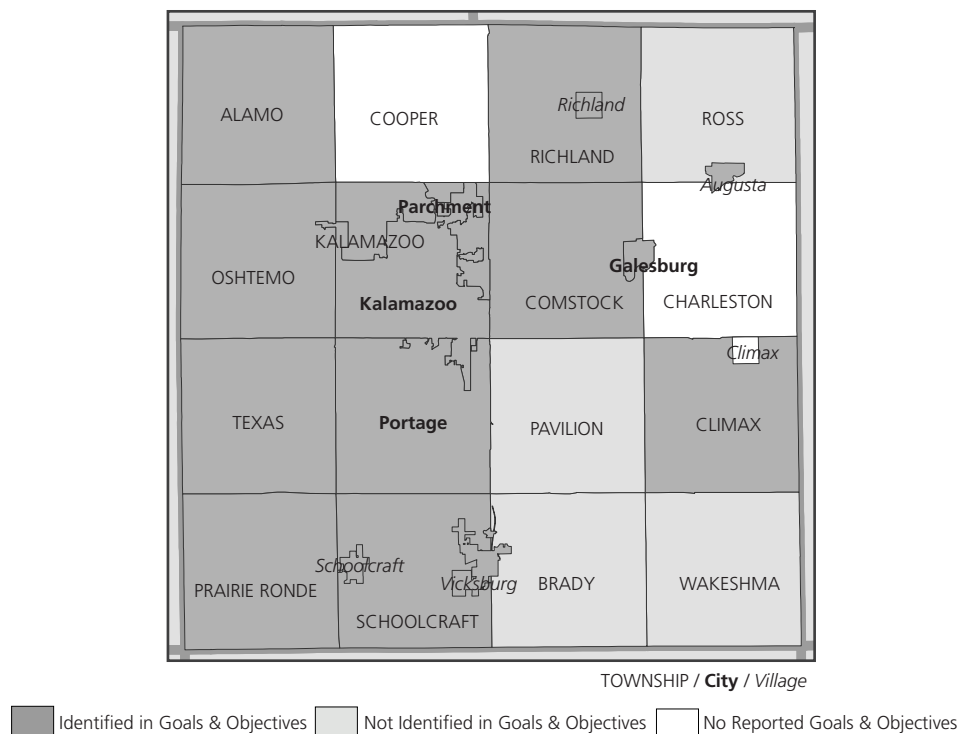 Richland
ALAMO
COOPER
ROSS
RICHLAND
Augusta
Parchment
KALAMAZOO
Galesburg
OSHTEMO
Kalamazoo
COMSTOCK
CHARLESTON
Climax
TEXAS
Portage
PAVILION
CLIMAX
Schoolcraft
Vicksburg
BRADY
WAKESHMA
PRAIRIE RONDE
SCHOOLCRAFT
TOWNSHIP / City / Village
Identified in Goals & Objectives
Not Identified in Goals & Objectives
No Reported Goals & Objectives